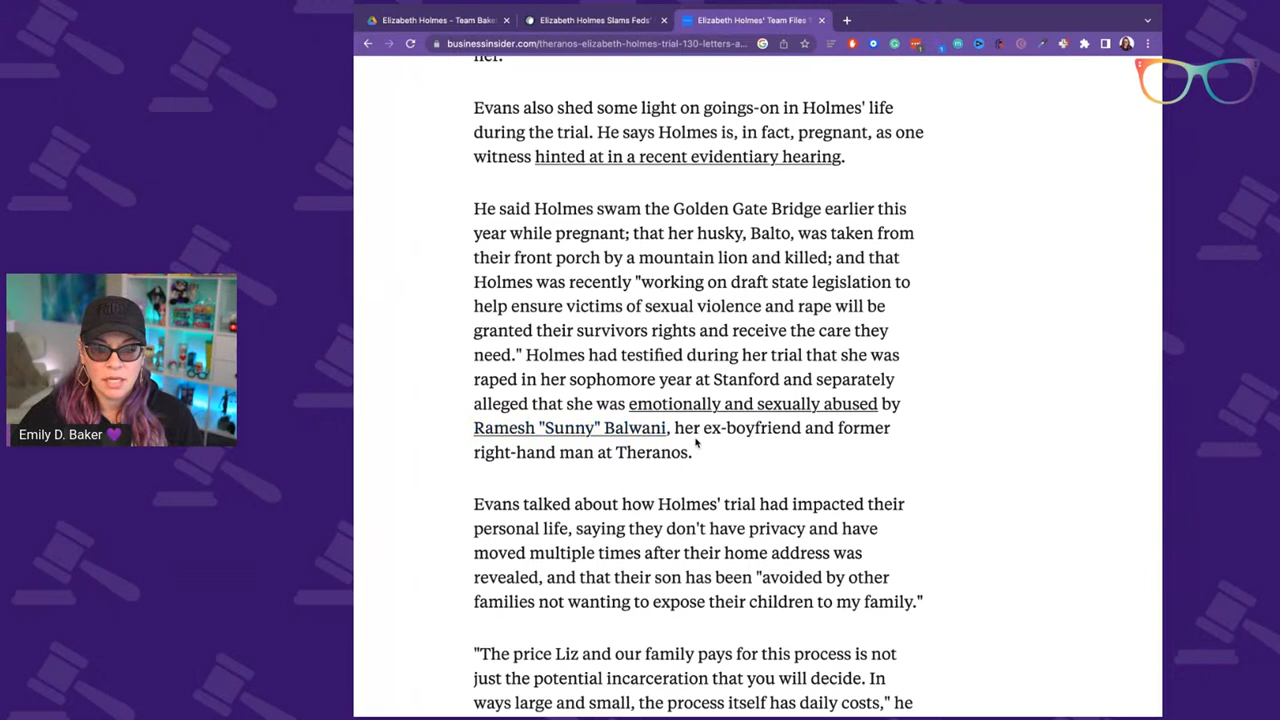 Elizabeth Holmes - Team Bake
Elizabeth Holmes Slams Feds'
Elizabeth Holmes' Team Files
businessinsider.com/theranos-elizabeth-holmes-trial-130-letters-a...
her.
Evans also shed some light on goings-on in Holmes' life
during the trial. He says Holmes is, in fact, pregnant, as one
witness hinted at in a recent evidentiary hearing.
He said Holmes swam the Golden Gate Bridge earlier this
year while pregnant; that her husky, Balto, was taken from
their front porch by a mountain lion and killed; and that
Holmes was recently "working on draft state legislation to
help ensure victims of sexual violence and rape will be
granted their survivors rights and receive the care they
need." Holmes had testified during her trial that she was
raped in her sophomore year at Stanford and separately
alleged that she was emotionally and sexually abused by
Ramesh "Sunny" Balwani, her ex-boyfriend and former
right-hand man at Theranos.
Evans talked about how Holmes' trial had impacted their
personal life, saying they don't have privacy and have
moved multiple times after their home address was
revealed, and that their son has been "avoided by other
families not wanting to expose their children to my family."
"The price Liz and our family pays for this process is not
just the potential incarceration that you will decide. In
ways large and small, the process itself has daily costs," he
Emily D. Baker 💜